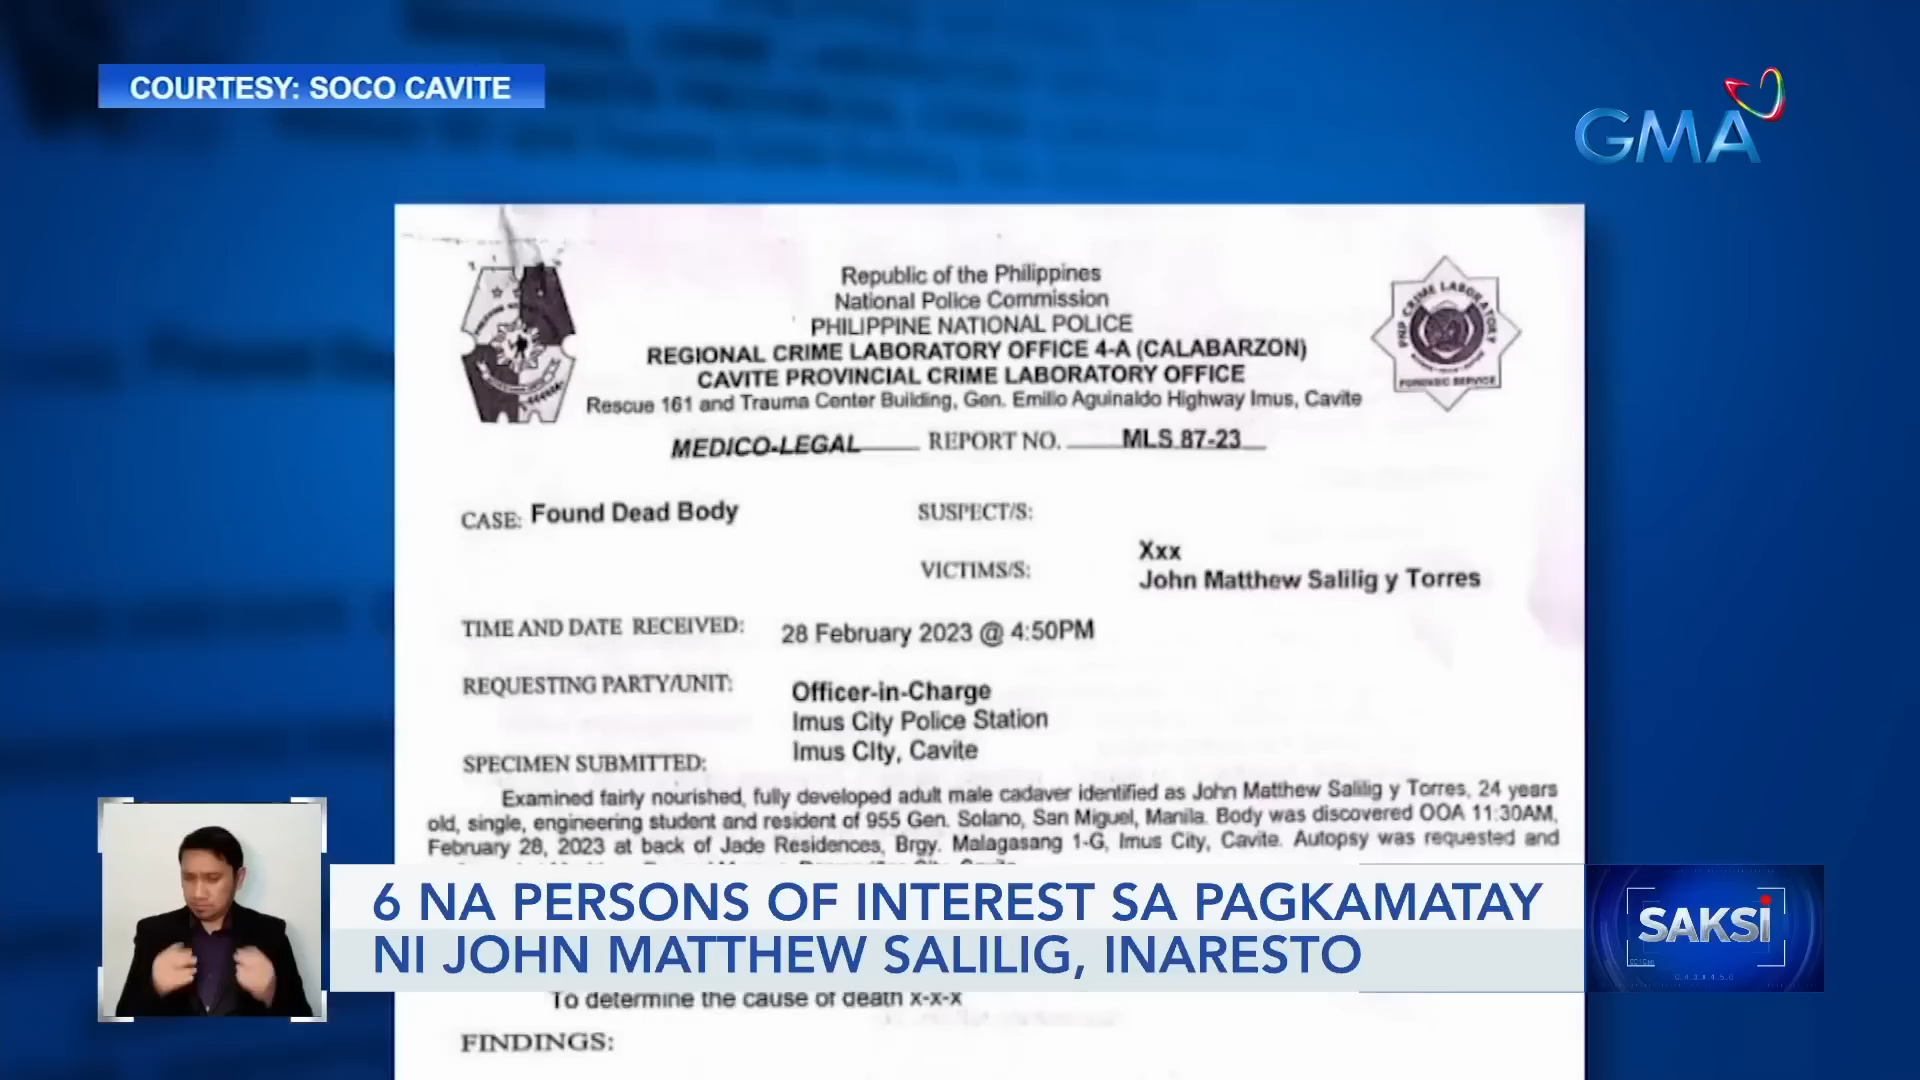 COURTESY: SOCO CAVITE
GMA
Republic of the Philippines
National Police Commission
PHILIPPINE NATIONAL POLICE
REGIONAL CRIME LABORATORY OFFICE 4-A (CALABARZON)
CAVITE PROVINCIAL CRIME LABORATORY OFFICE
Rescue 161 and Trauma Center Building, Gen. Emilio Aguinaldo Highway Imus, Cavite
PNP CRIME LABORATORY
FORENSIC SERVICE
MEDICO-LEGAL REPORT NO. MLS 87-23
CASE: Found Dead Body
SUSPECT/S:
Xxx
VICTIMS/S:
John Matthew Salilig y Torres
TIME AND DATE RECEIVED: 28 February 2023 @ 4:50PM
REQUESTING PARTY/UNIT: Officer-in-Charge
Imus City Police Station
Imus CIty, Cavite
SPECIMEN SUBMITTED:
Examined fairly nourished, fully developed adult male cadaver identified as John Matthew Salilig y Torres, 24 years
old, single, engineering student and resident of 955 Gen. Solano, San Miguel, Manila. Body was discovered OOA 11:30AM,
February 28, 2023 at back of Jade Residences, Brgy. Malagasang 1-G, Imus City, Cavite. Autopsy was requested and
6 NA PERSONS OF INTEREST SA PAGKAMATAY
NI JOHN MATTHEW SALILIG, INARESTO
SAKSI
To determine the cause of death x-x-x
FINDINGS: